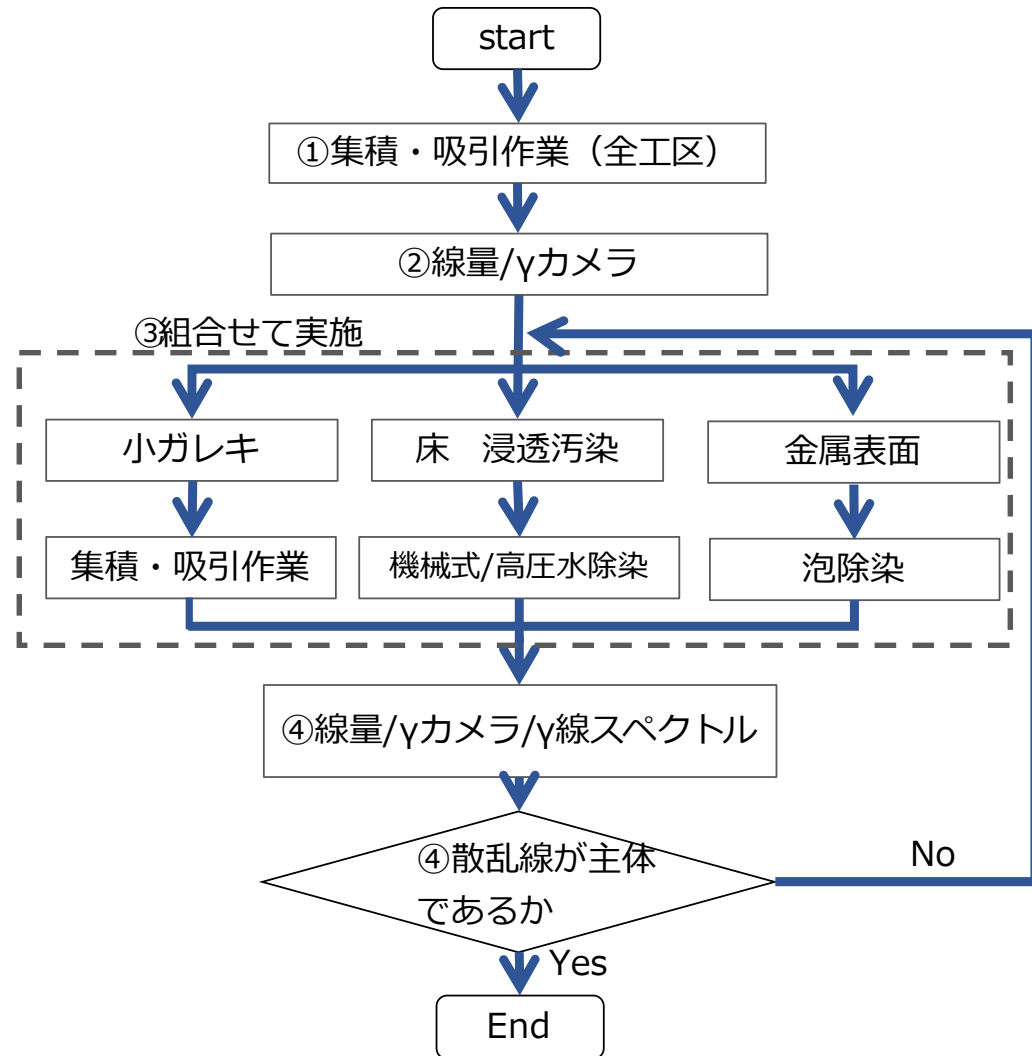 start
①集積・吸引作業（全工区）
②線量/γカメラ
③組合せて実施
小ガレキ
床　浸透汚染
金属表面
集積・吸引作業
機械式/高圧水除染
泡除染
④線量/γカメラ/γ線スペクトル
④散乱線が主体
であるか
No
Yes
End